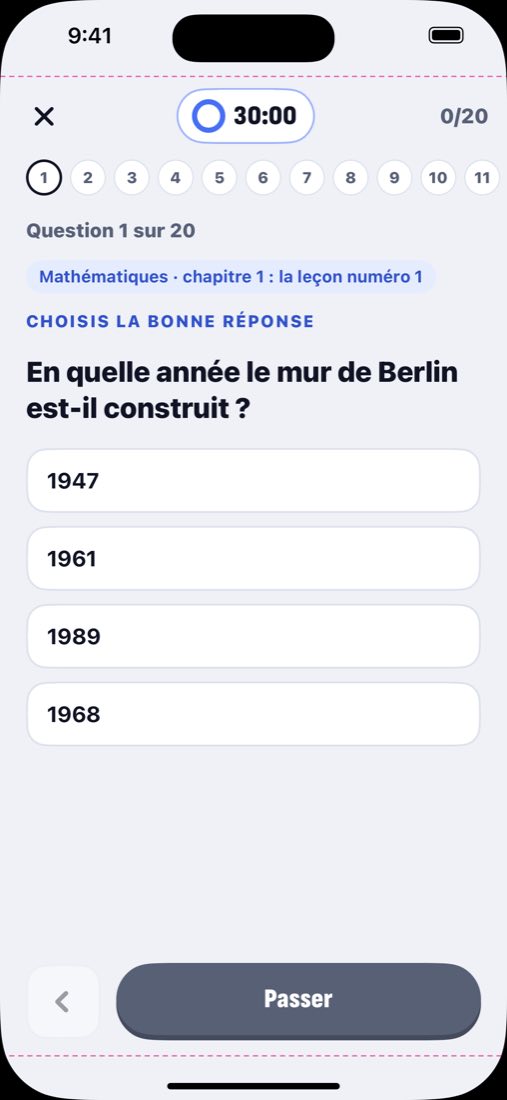 9:41
30:00
0/20
1 2 3 4 5 6 7 8 9 10 11
Question 1 sur 20
Mathématiques · chapitre 1 : la leçon numéro 1
CHOISIS LA BONNE RÉPONSE
En quelle année le mur de Berlin
est-il construit ?
1947
1961
1989
1968
Passer